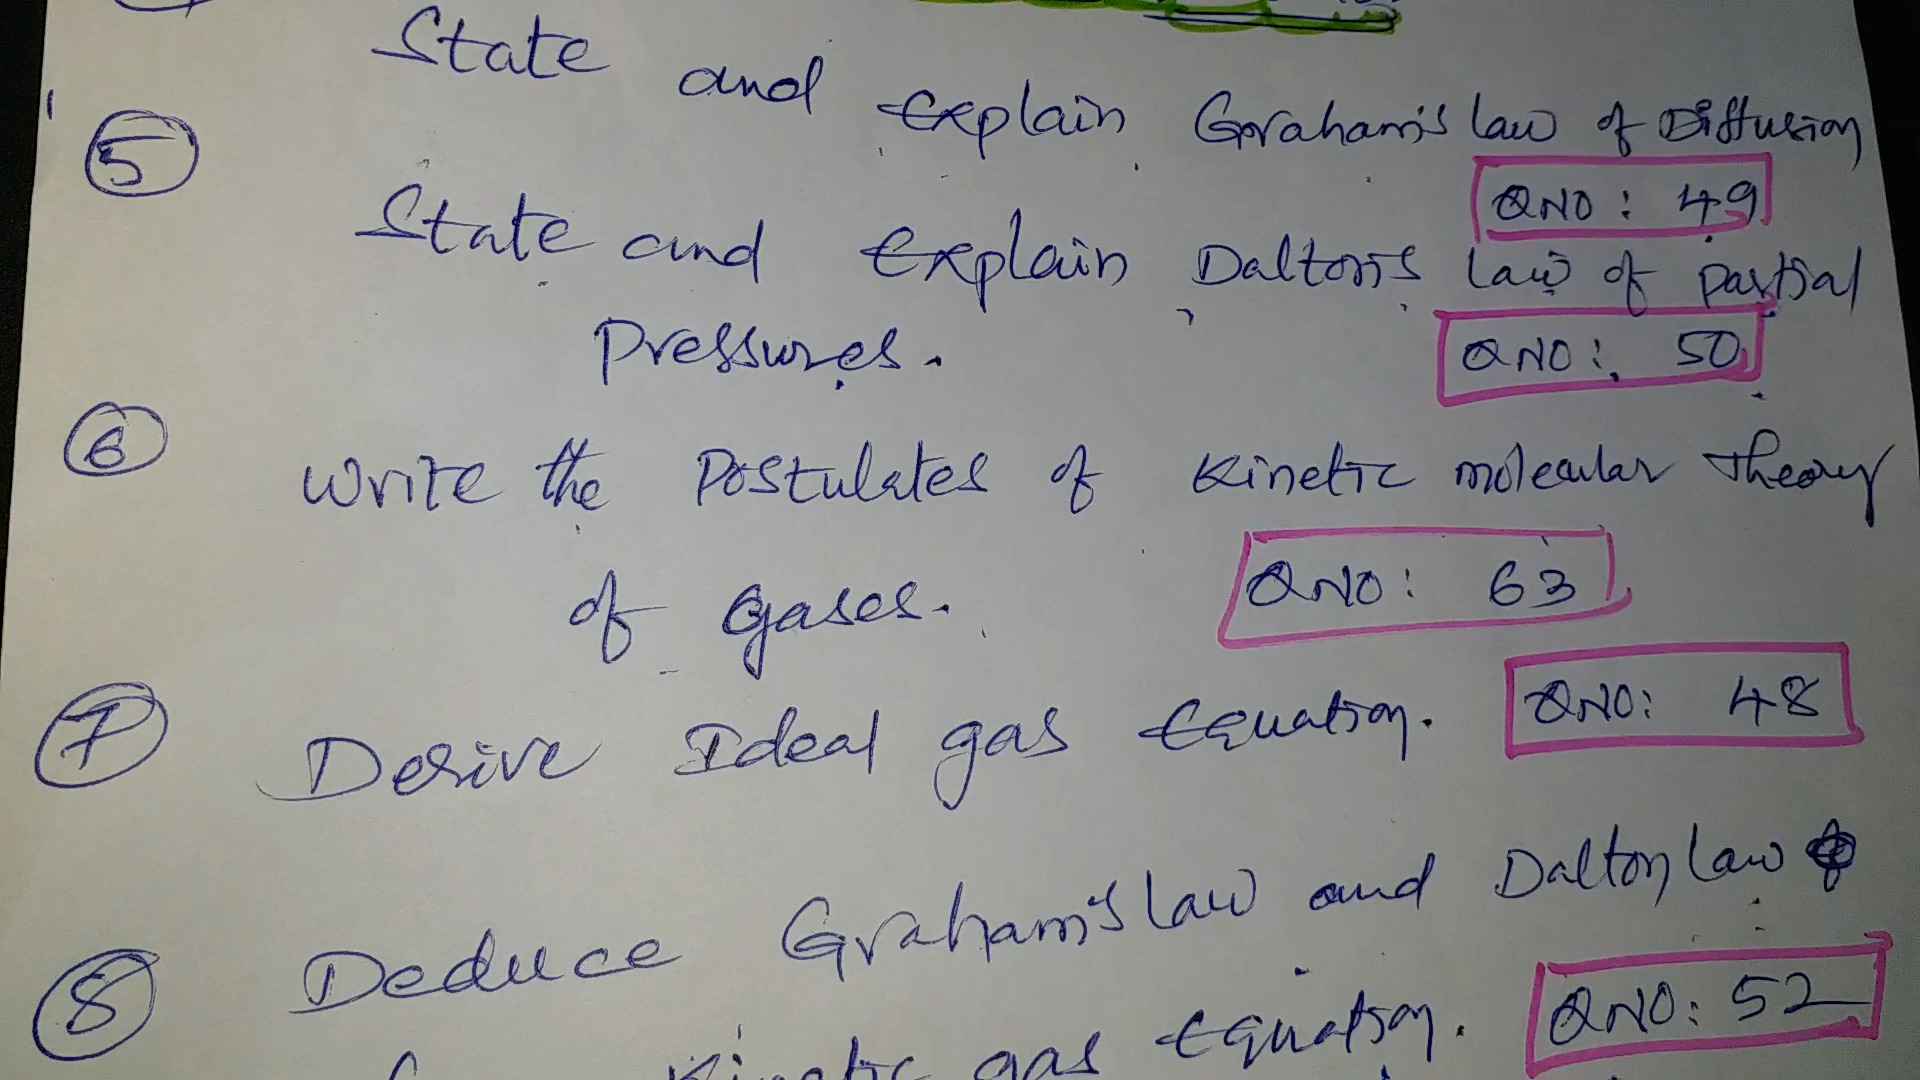 State and Explain Graham's law of Diffusion
QNO: 49
5 State and Explain Dalton's law of partial
Pressures.
QNO: 50
6 Write the Postulates of Kinetic molecular Theory
of gases.
QNO: 63
7 Derive Ideal gas Equation.
QNO: 48
8 Deduce Graham's law and Dalton law
Kinetic gas Equation.
QNO: 52